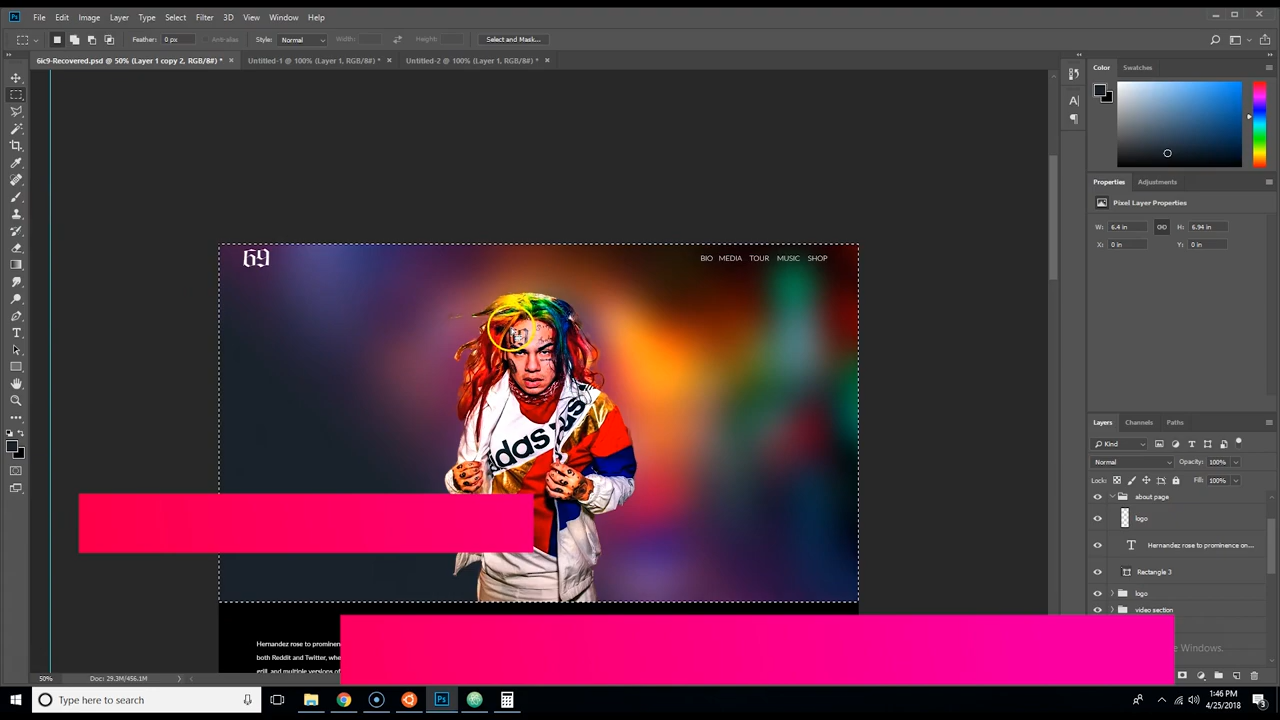 File Edit Image Layer Type Select Filter 3D View Window Help
Feather: 0 px Anti-alias Style: Normal Width: Height: Select and Mask...
6ic9-Recovered.psd @ 50% (Layer 1 copy 2, RGB/8#) * × Untitled-1 @ 100% (Layer 1, RGB/8#) * × Untitled-2 @ 100% (Layer 1, RGB/8#) * ×
Color Swatches
Properties Adjustments
Pixel Layer Properties
W: 6.4 in H: 6.94 in
X: 0 in Y: 0 in
69 BIO MEDIA TOUR MUSIC SHOP
adidas
Layers Channels Paths
Kind
Normal Opacity: 100%
Lock: Fill: 100%
about page
logo
Hernandez rose to prominence on...
Rectangle 3
logo
video section
Hernandez rose to prominen
both Reddit and Twitter, whe
grill, and multiple versions of
Windows.
50% Doc: 29.3M/456.1M
Type here to search
1:46 PM
4/25/2018